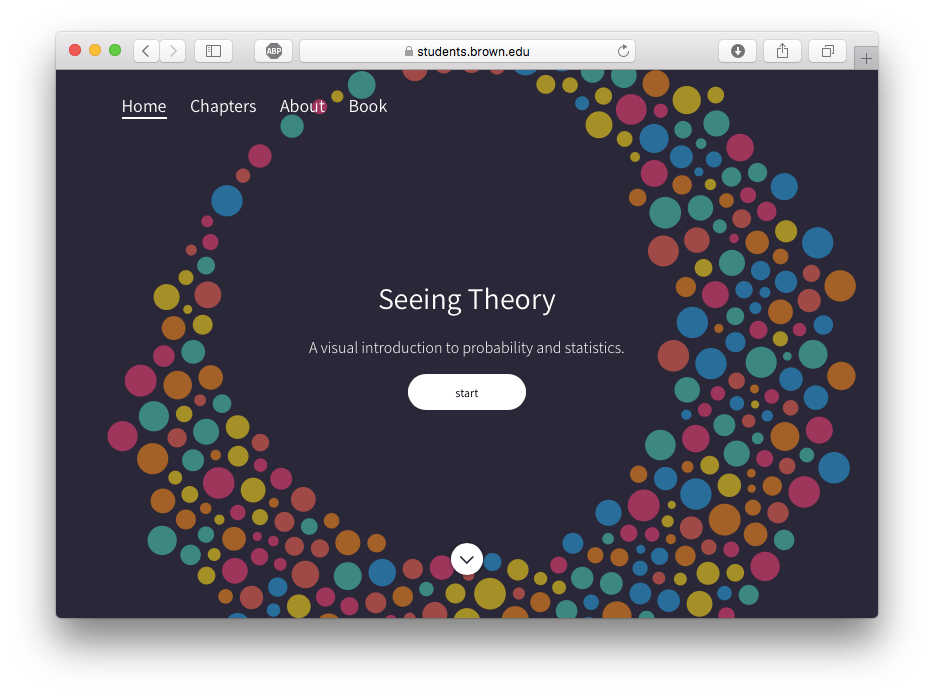 ABP
students.brown.edu
Home Chapters About Book
Seeing Theory
A visual introduction to probability and statistics.
start